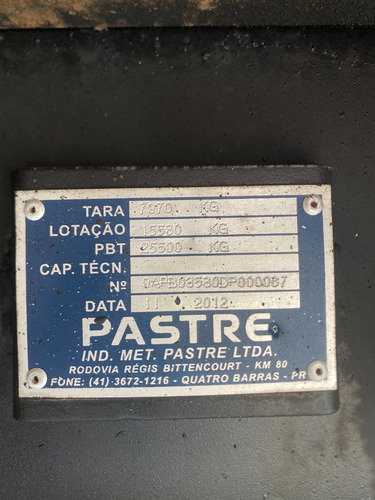 TARA 7970 KG
LOTAÇÃO KG
PBT 25500 KG
CAP. TÉCN.
Nº
DATA 11 2012
PASTRE
IND. MET. PASTRE LTDA.
RODOVIA RÉGIS BITTENCOURT - KM 80
FONE: (41) 3672-1216 - QUATRO BARRAS - PR